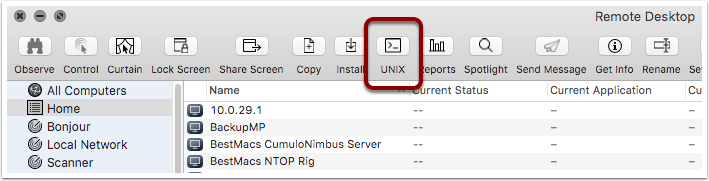 Remote Desktop
Observe Control Curtain Lock Screen Share Screen Copy Install UNIX Reports Spotlight Send Message Get Info Rename
All Computers
Home
Bonjour
Local Network
Scanner
Name Current Status Current Application Cu
10.0.29.1 -- –
BackupMP -- –
BestMacs CumuloNimbus Server -- –
BestMacs NTOP Rig -- –